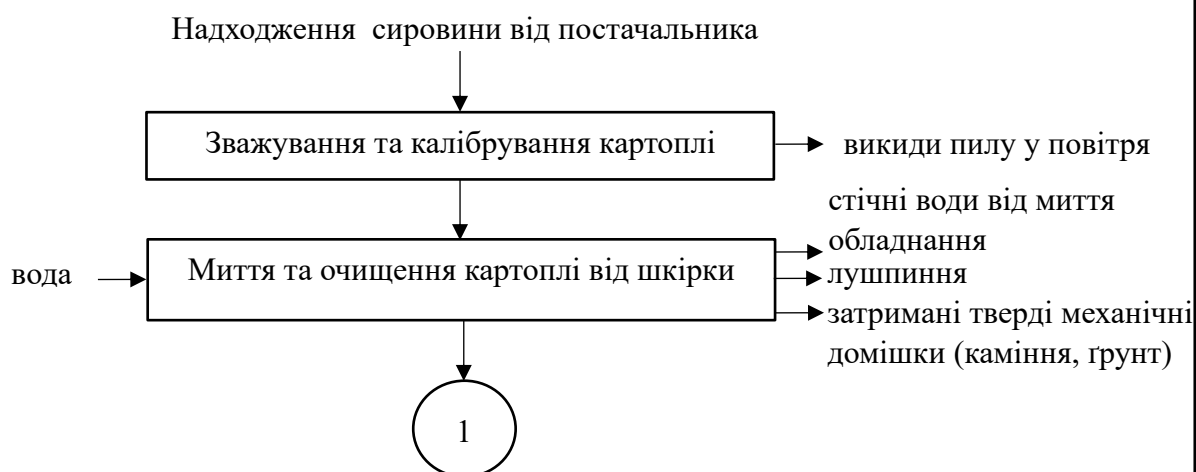 Надходження сировини від постачальника
Зважування та калібрування картоплі
викиди пилу у повітря
стічні води від миття
обладнання
вода
Миття та очищення картоплі від шкірки
лушпиння
затримані тверді механічні
домішки (каміння, ґрунт)
1